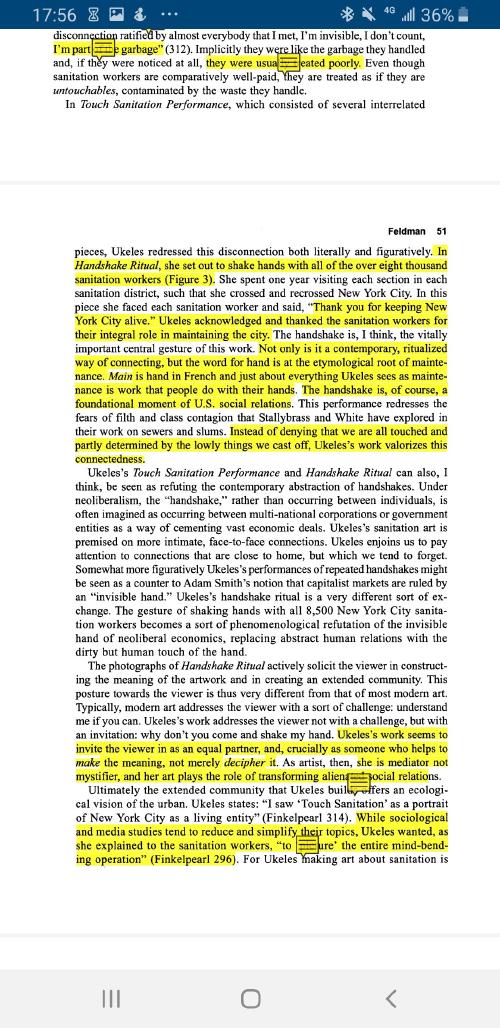 17:56 ... 4G 36%
disconnection ratified by almost everybody that I met, I'm invisible, I don't count,
I'm part e garbage" (312). Implicitly they were like the garbage they handled
and, if they were noticed at all, they were usua eated poorly. Even though
sanitation workers are comparatively well-paid, they are treated as if they are
untouchables, contaminated by the waste they handle.
In Touch Sanitation Performance, which consisted of several interrelated
Feldman 51
pieces, Ukeles redressed this disconnection both literally and figuratively. In
Handshake Ritual, she set out to shake hands with all of the over eight thousand
sanitation workers (Figure 3). She spent one year visiting each section in each
sanitation district, such that she crossed and recrossed New York City. In this
piece she faced each sanitation worker and said, "Thank you for keeping New
York City alive." Ukeles acknowledged and thanked the sanitation workers for
their integral role in maintaining the city. The handshake is, I think, the vitally
important central gesture of this work. Not only is it a contemporary, ritualized
way of connecting, but the word for hand is at the etymological root of mainte-
nance. Main is hand in French and just about everything Ukeles sees as mainte-
nance is work that people do with their hands. The handshake is, of course, a
foundational moment of U.S. social relations. This performance redresses the
fears of filth and class contagion that Stallybrass and White have explored in
their work on sewers and slums. Instead of denying that we are all touched and
partly determined by the lowly things we cast off, Ukeles's work valorizes this
connectedness.
Ukeles's Touch Sanitation Performance and Handshake Ritual can also, I
think, be seen as refuting the contemporary abstraction of handshakes. Under
neoliberalism, the "handshake," rather than occurring between individuals, is
often imagined as occurring between multi-national corporations or government
entities as a way of cementing vast economic deals. Ukeles's sanitation art is
premised on more intimate, face-to-face connections. Ukeles enjoins us to pay
attention to connections that are close to home, but which we tend to forget.
Somewhat more figuratively Ukeles's performances of repeated handshakes might
be seen as a counter to Adam Smith's notion that capitalist markets are ruled by
an "invisible hand." Ukeles's handshake ritual is a very different sort of ex-
change. The gesture of shaking hands with all 8,500 New York City sanita-
tion workers becomes a sort of phenomenological refutation of the invisible
hand of neoliberal economics, replacing abstract human relations with the
dirty but human touch of the hand.
The photographs of Handshake Ritual actively solicit the viewer in construct-
ing the meaning of the artwork and in creating an extended community. This
posture towards the viewer is thus very different from that of most modern art.
Typically, modern art addresses the viewer with a sort of challenge: understand
me if you can. Ukeles's work addresses the viewer not with a challenge, but with
an invitation: why don't you come and shake my hand. Ukeles's work seems to
invite the viewer in as an equal partner, and, crucially as someone who helps to
make the meaning, not merely decipher it. As artist, then, she is mediator not
mystifier, and her art plays the role of transforming alien social relations.
Ultimately the extended community that Ukeles buil ffers an ecologi-
cal vision of the urban. Ukeles states: "I saw 'Touch Sanitation' as a portrait
of New York City as a living entity" (Finkelpearl 314). While sociological
and media studies tend to reduce and simplify their topics, Ukeles wanted, as
she explained to the sanitation workers, "to ure' the entire mind-bend-
ing operation" (Finkelpearl 296). For Ukeles making art about sanitation is